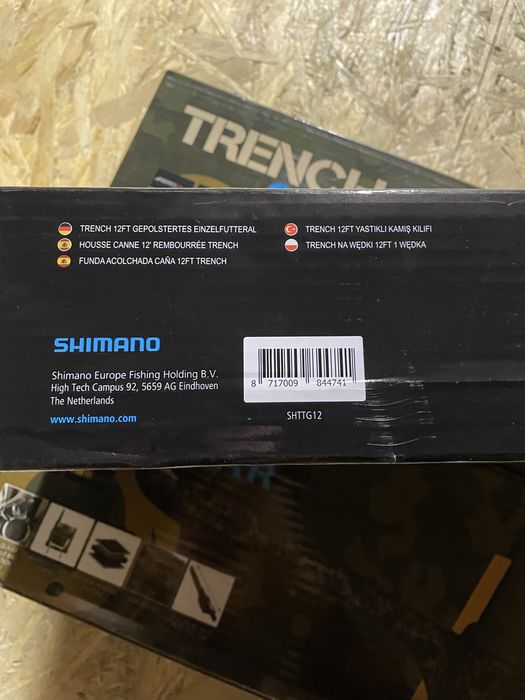 TRENCH
TRENCH 12FT GEPOLSTERTES EINZELFUTTERAL
HOUSSE CANNE 12' REMBOURRÉE TRENCH
FUNDA ACOLCHADA CAÑA 12FT TRENCH
TRENCH 12FT YASTIKLI KAMIŞ KILIFI
TRENCH NA WĘDKI 12FT 1 WĘDKA
SHIMANO
Shimano Europe Fishing Holding B.V.
High Tech Campus 92, 5659 AG Eindhoven
The Netherlands
www.shimano.com
8 717009 844741
SHTTG12